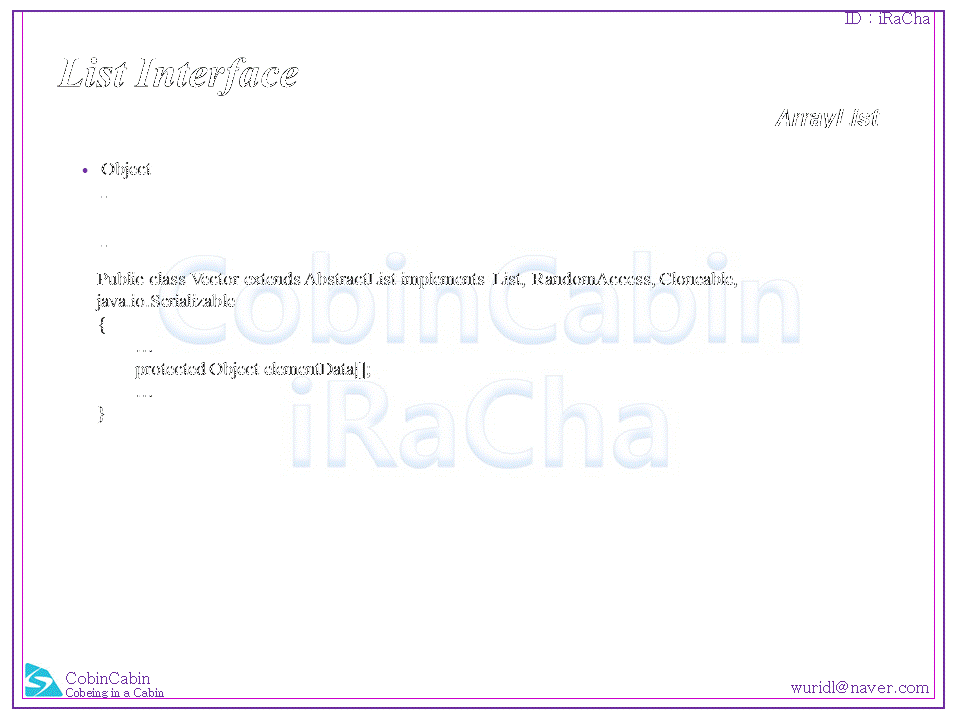 ID : iRaCha
List Interface
ArrayList
• Object
..
..
Public class Vector extends AbstractList implements List, RandomAccess, Cloneable,
java.io.Serializable
{
...
protected Object elementData[];
...
}
CobinCabin
iRaCha
CobinCabin
Cobeing in a Cabin
wuridl@naver.com